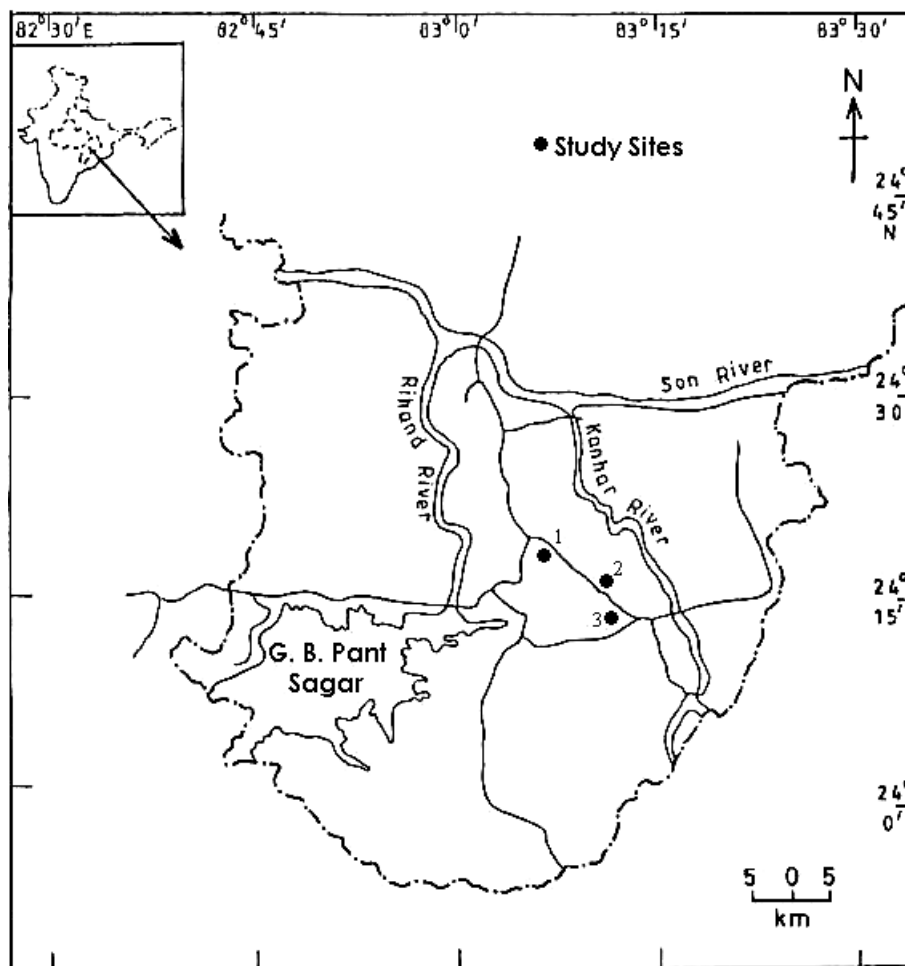 82°30'E
82°45'
83°0'
83°15'
83°30'
N
Study Sites
24°
45'
N
Son River
24°
30'
Rihand
River
Kanhar River
1
2
24°
15'
3
G. B. Pant
Sagar
24°
0'
5 0 5
km